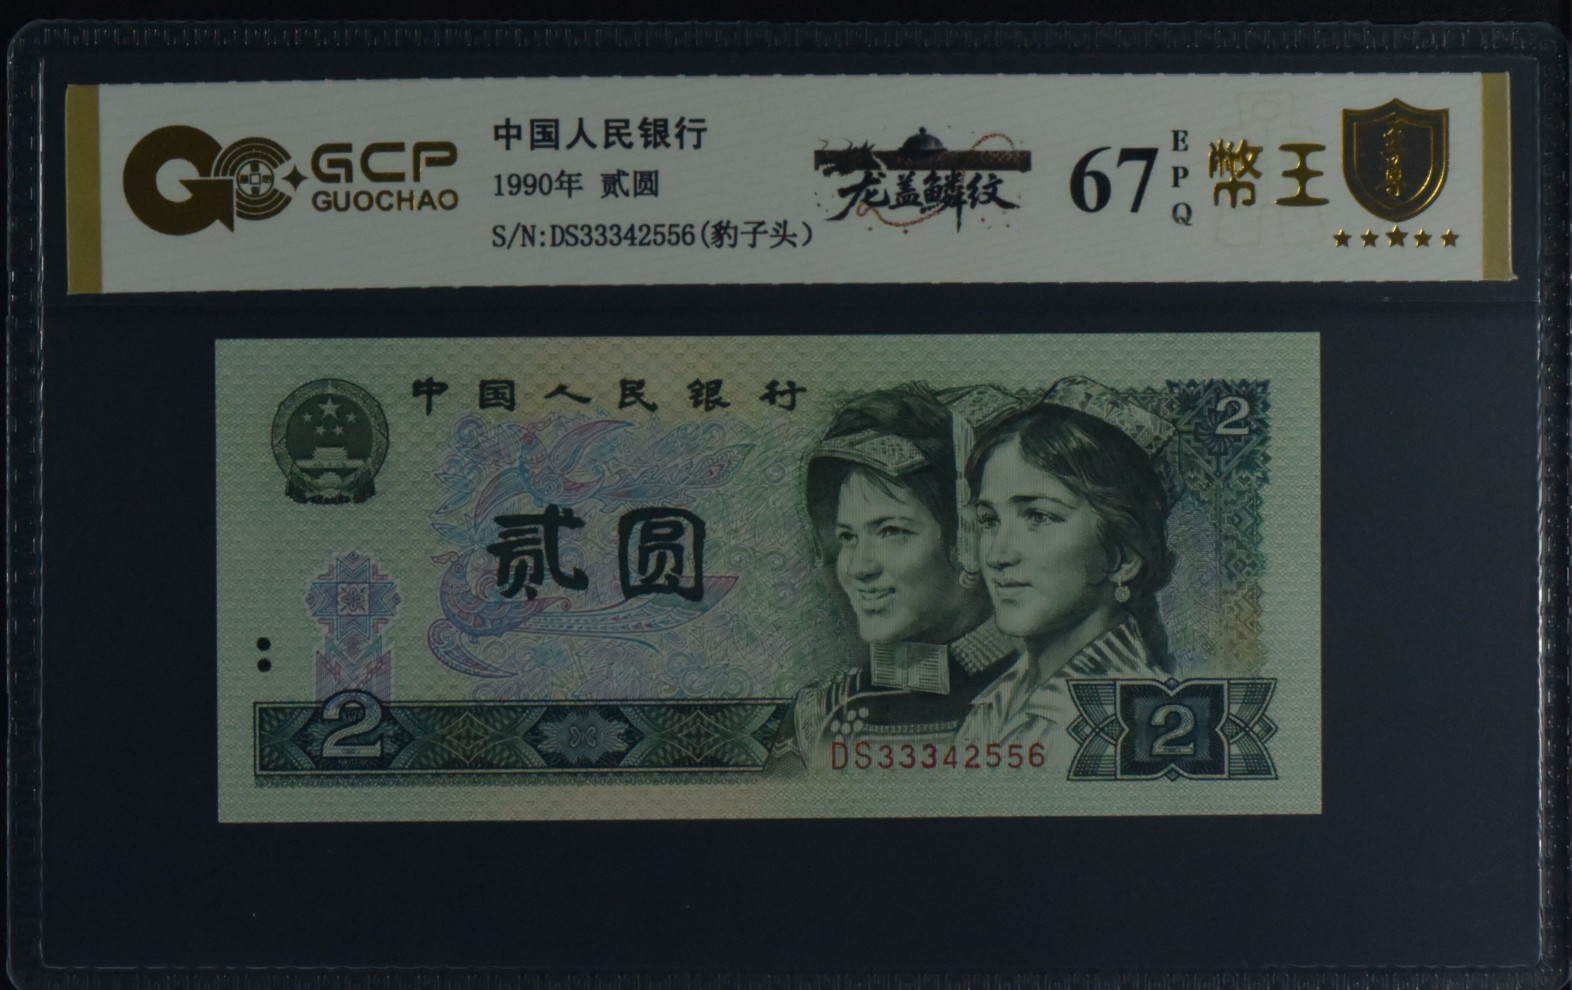 GCP
GUOCHAO
中国人民银行
1990年 贰圆
S/N:DS33342556(豹子头)
龙盖鳞纹
67
EPQ
幣王
至尊
中国人民银行
2
贰圆
2
DS33342556
2